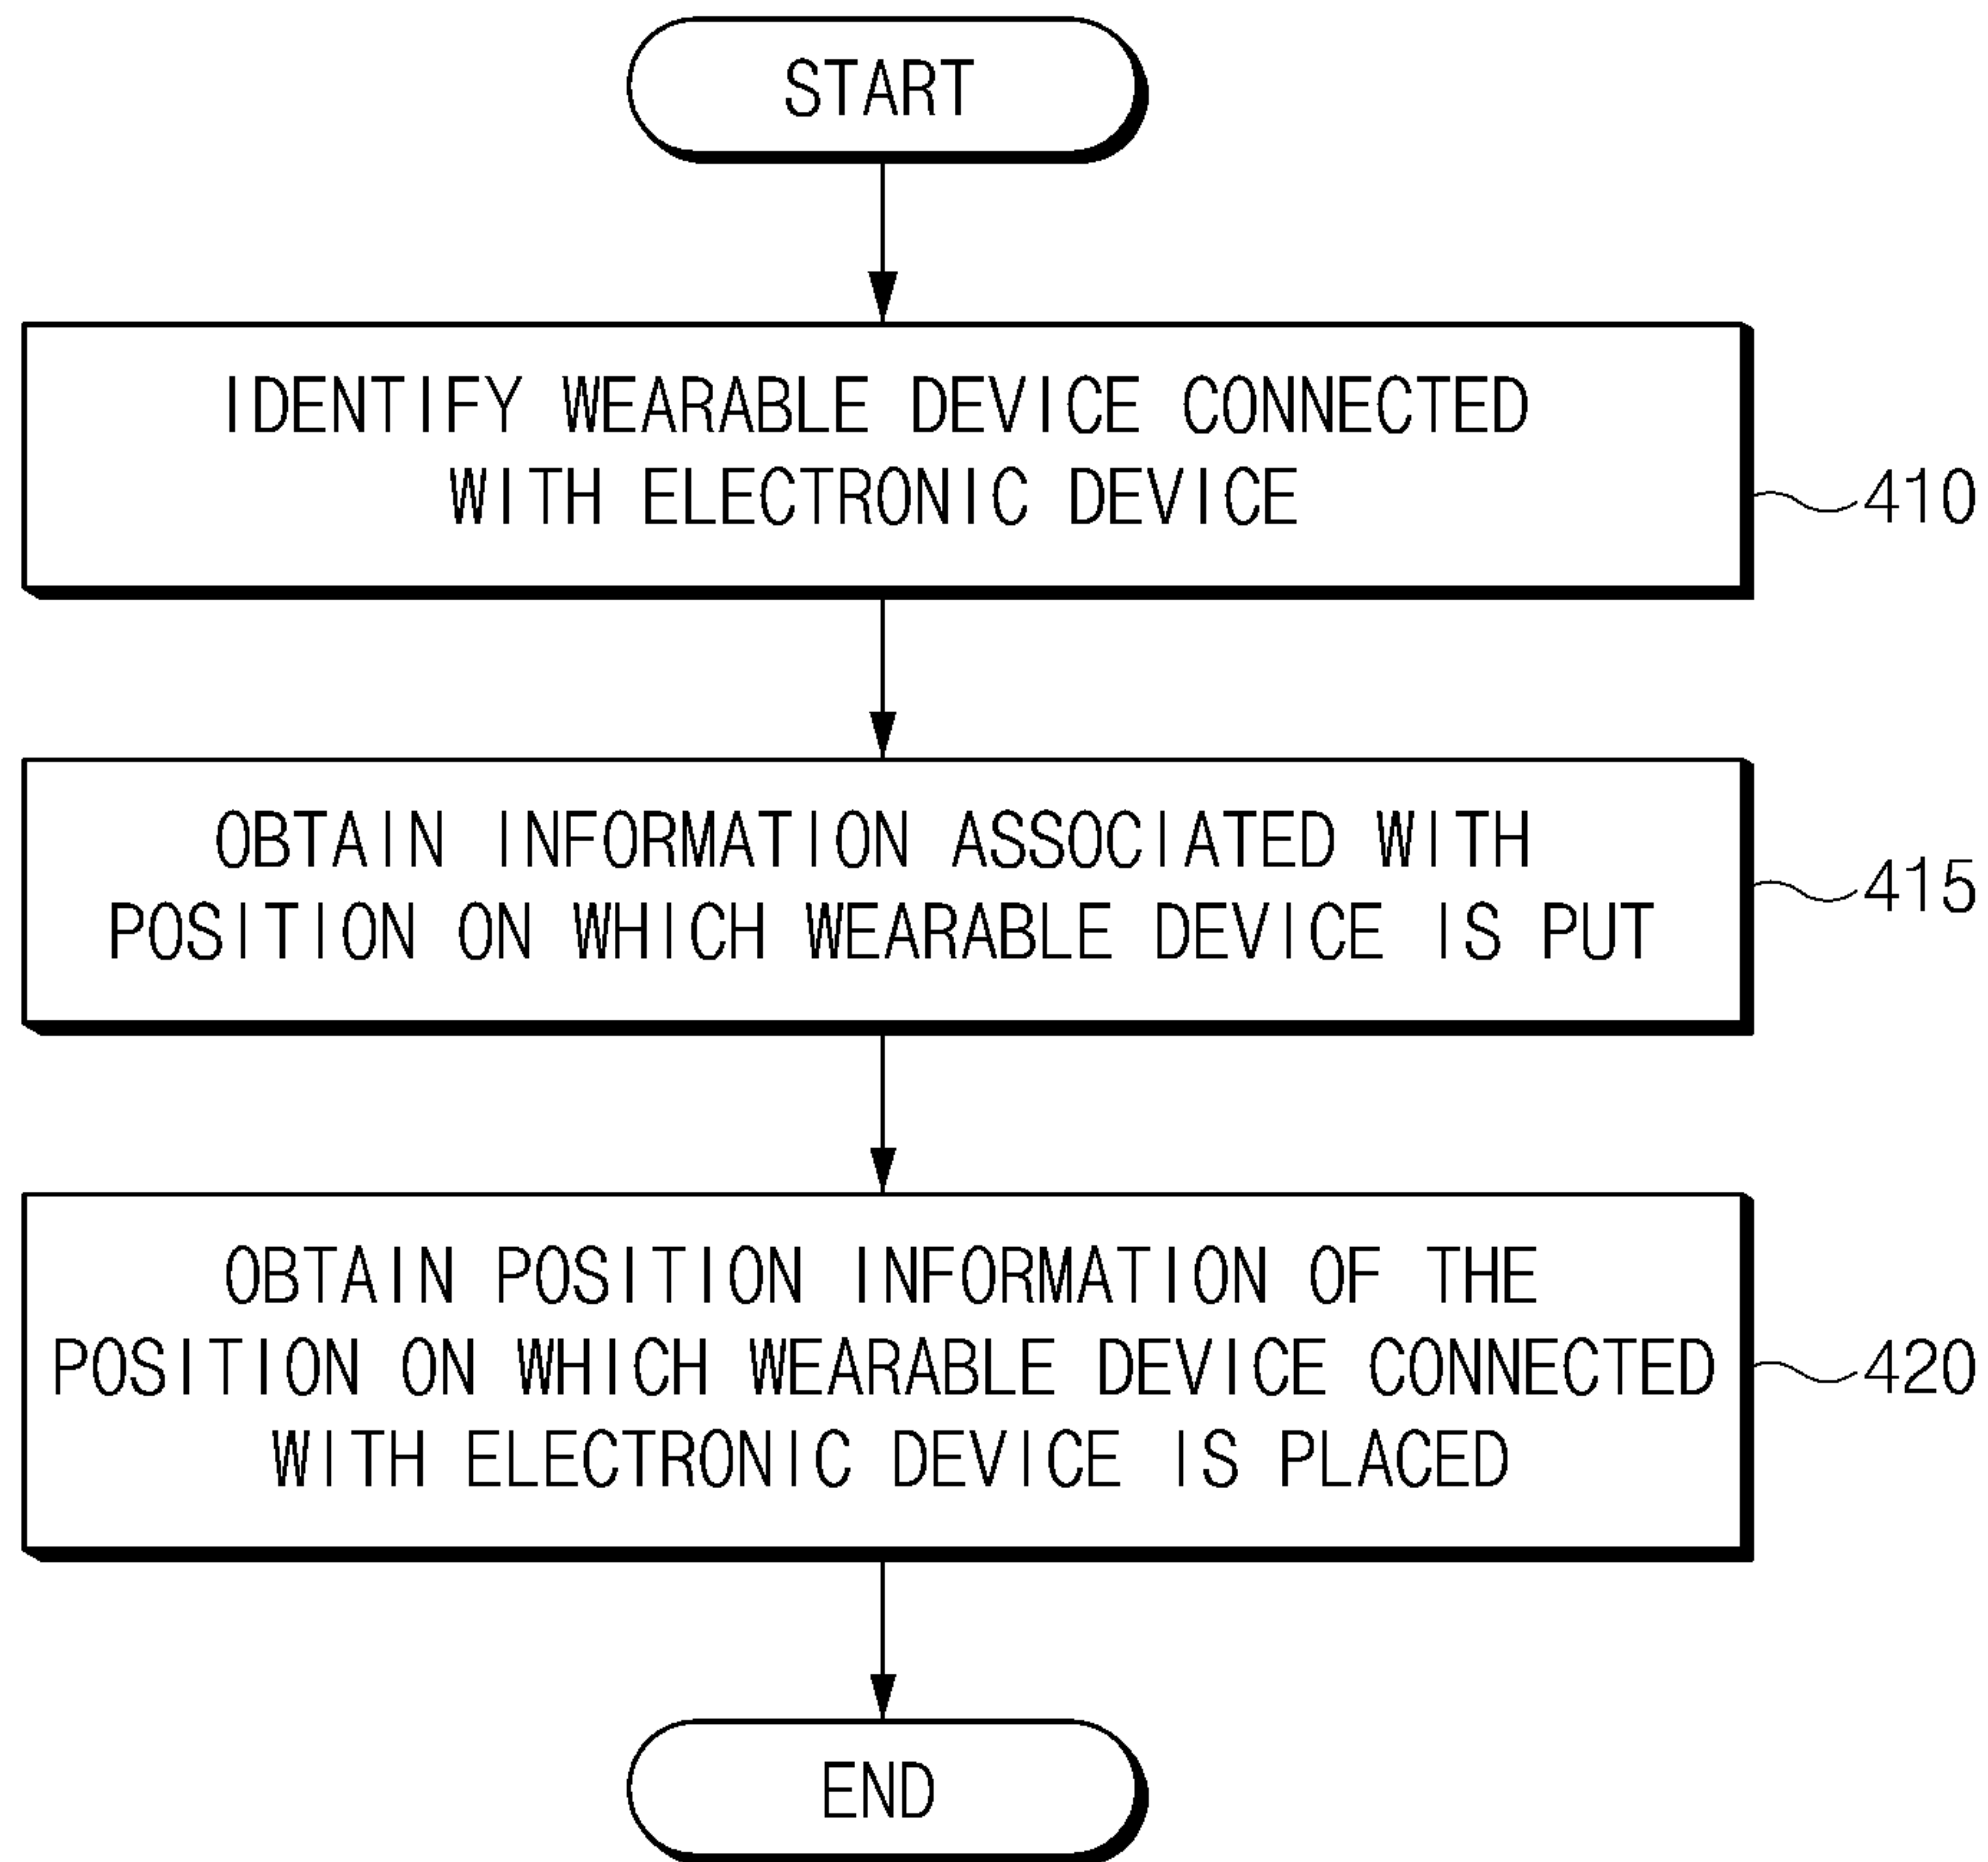 START
IDENTIFY WEARABLE DEVICE CONNECTED
WITH ELECTRONIC DEVICE
410
OBTAIN INFORMATION ASSOCIATED WITH
POSITION ON WHICH WEARABLE DEVICE IS PUT
415
OBTAIN POSITION INFORMATION OF THE
POSITION ON WHICH WEARABLE DEVICE CONNECTED
WITH ELECTRONIC DEVICE IS PLACED
420
END